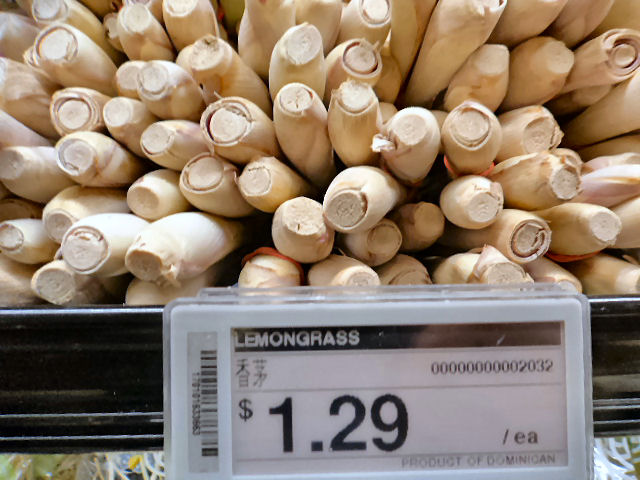 LEMONGRASS
香茅
00000000002032
$ 1.29 /ea
PRODUCT OF DOMINICAN